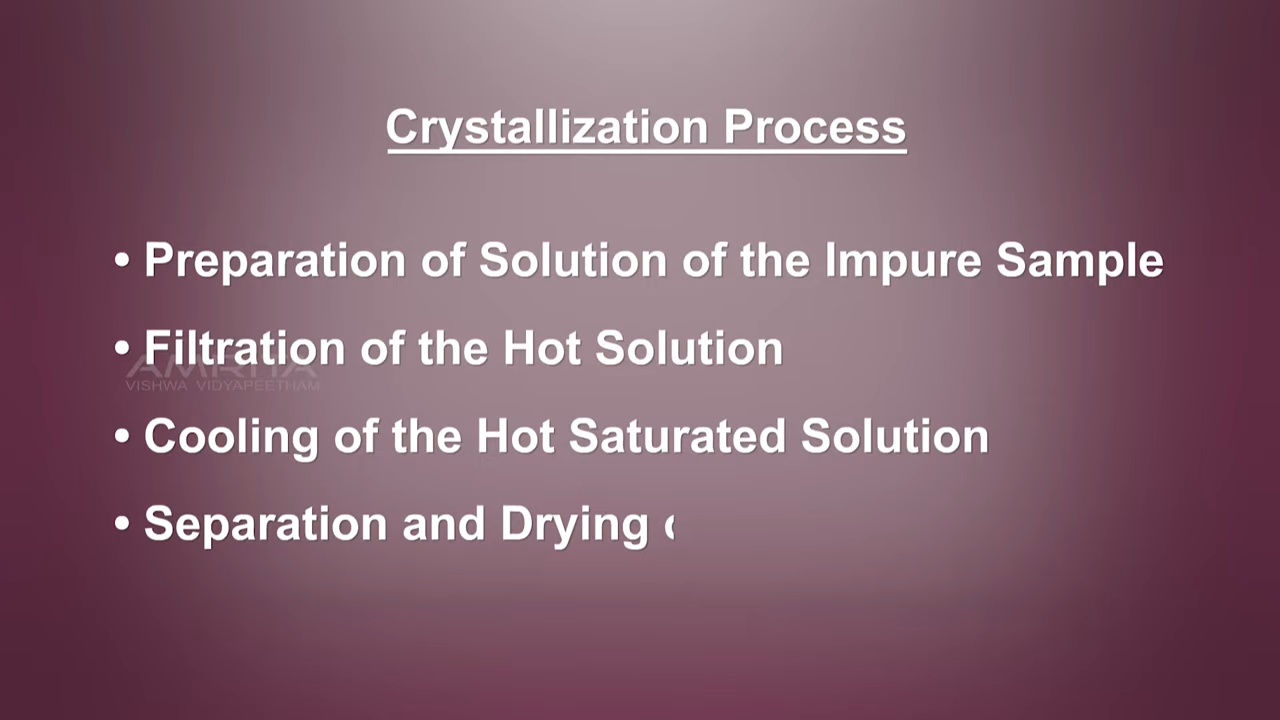 Crystallization Process
• Preparation of Solution of the Impure Sample
• Filtration of the Hot Solution
AMRITA
VISHWA VIDYAPEETHAM
• Cooling of the Hot Saturated Solution
• Separation and Drying